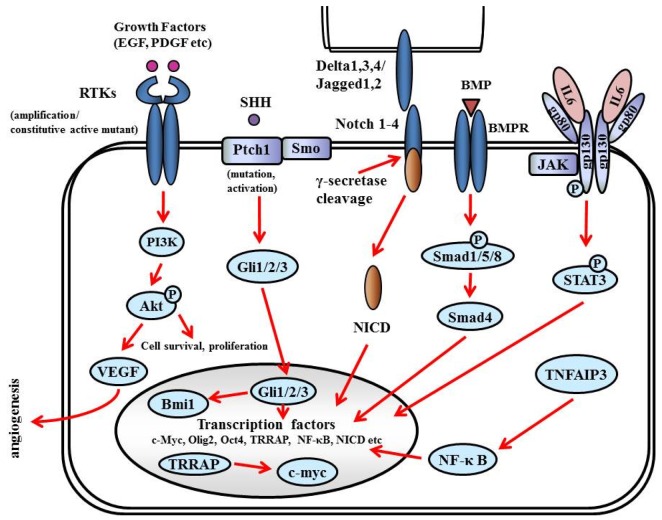 Growth Factors
(EGF, PDGF etc)
RTKs
(amplification/
constitutive active mutant)
SHH
Ptch1
Smo
(mutation,
activation)
Delta1,3,4/
Jagged1,2
Notch 1-4
γ-secretase
cleavage
BMP
BMPR
IL6
IL6
gp80
gp80
gp130
gp130
JAK
P
PI3K
Gli1/2/3
P
Smad1/5/8
P
STAT3
Akt
P
NICD
Smad4
Cell survival, proliferation
VEGF
TNFAIP3
angiogenesis
Bmi1
Gli1/2/3
Transcription factors
c-Myc, Olig2, Oct4, TRRAP, NF-κB, NICD etc
TRRAP
c-myc
NF-κ B